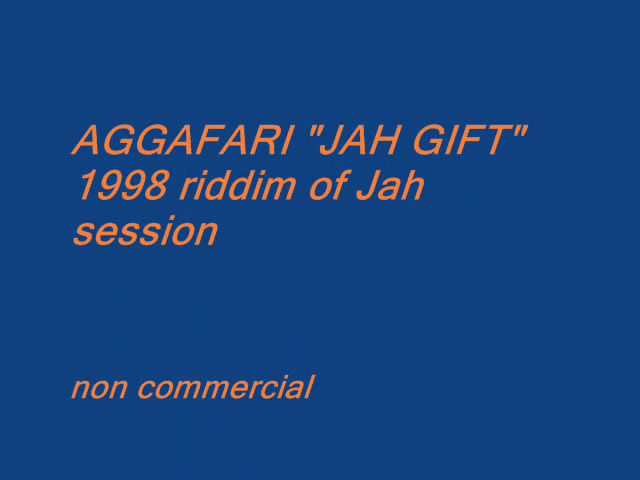 AGGAFARI "JAH GIFT"
1998 riddim of Jah
session
non commercial